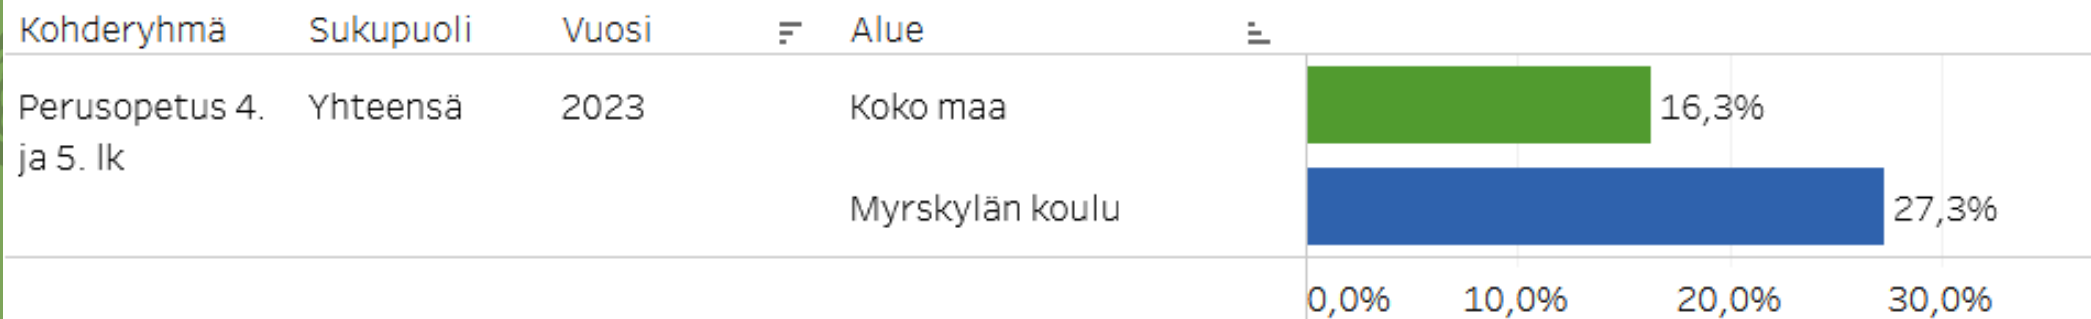 Kohderyhmä Sukupuoli Vuosi Alue
Perusopetus 4. Yhteensä 2023 Koko maa 16,3%
ja 5. lk
Myrskylän koulu 27,3%
0,0% 10,0% 20,0% 30,0%